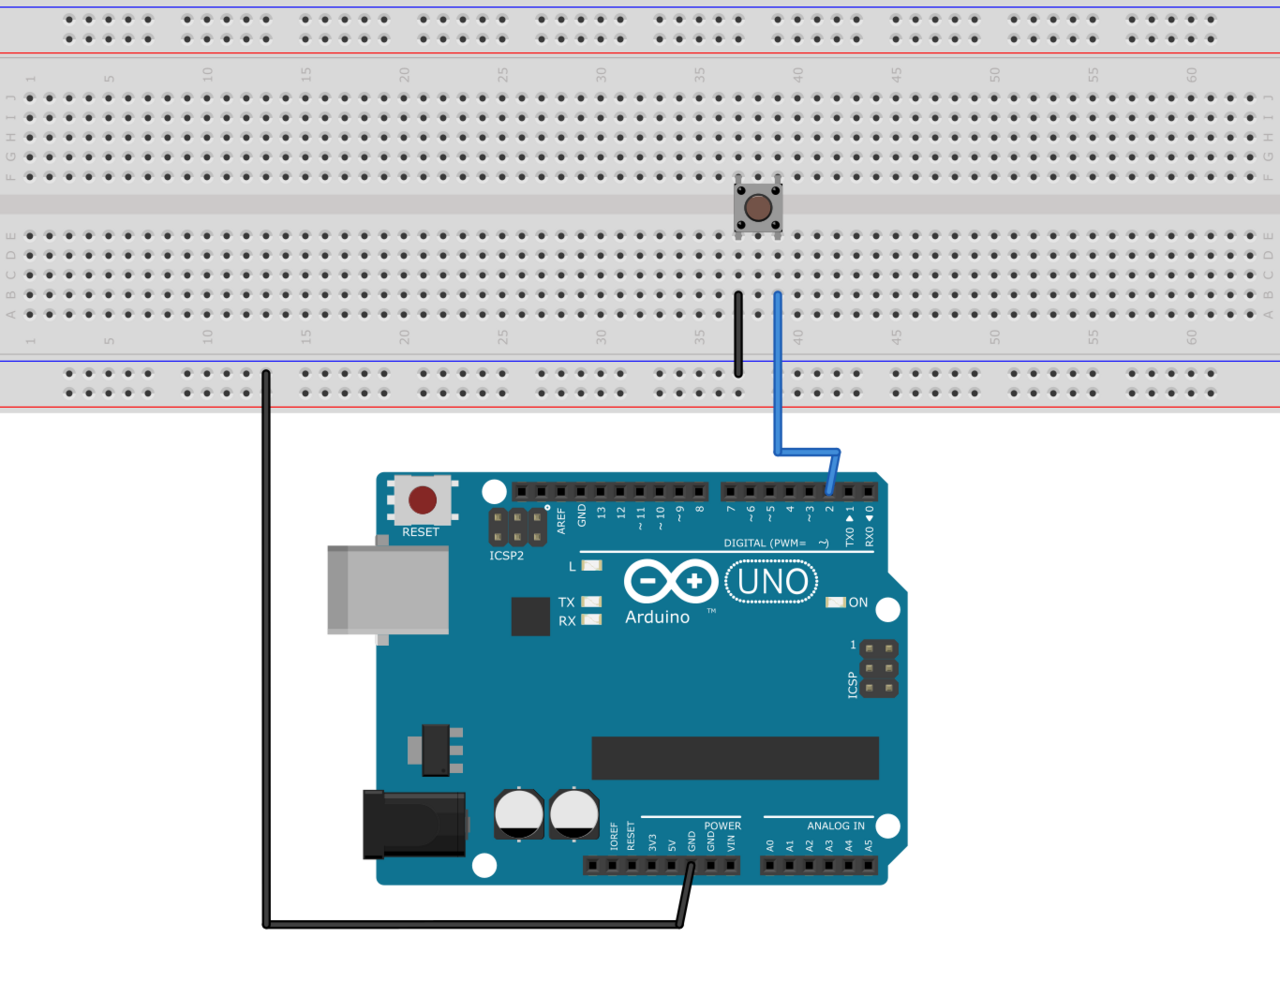 1 5 10 15 20 25 30 35 40 45 50 55 60
J J
I I
H H
G G
F F
E E
D D
C C
B B
A A
1 5 10 15 20 25 30 35 40 45 50 55 60
RESET
ICSP2
AREF
GND
13
12
~11
~10
~9
8
7
~6
~5
4
~3
2
TX0 ▶ 1
RX0 ◀ 0
DIGITAL (PWM= ~)
L
TX
RX
UNO
Arduino
™
ON
1
ICSP
POWER
ANALOG IN
IOREF
RESET
3V3
5V
GND
GND
VIN
A0
A1
A2
A3
A4
A5